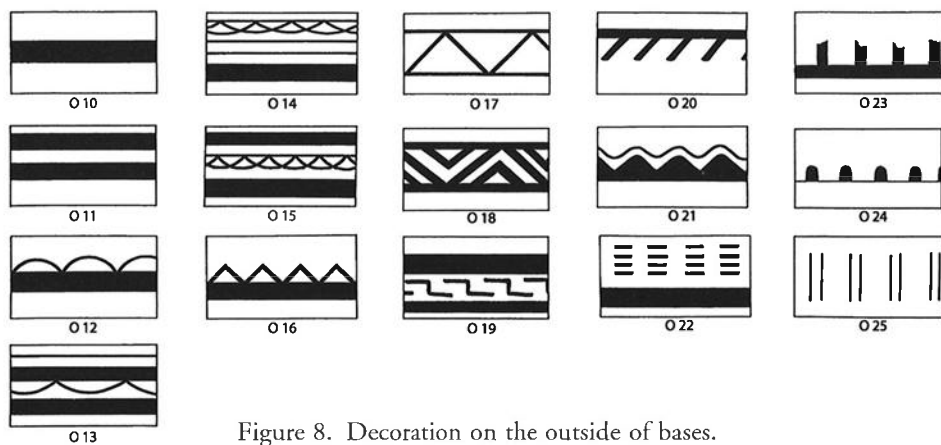 O 10
O 14
O 17
O 20
O 23
O 11
O 15
O 18
O 21
O 24
O 12
O 16
O 19
O 22
O 25
O 13
Figure 8. Decoration on the outside of bases.